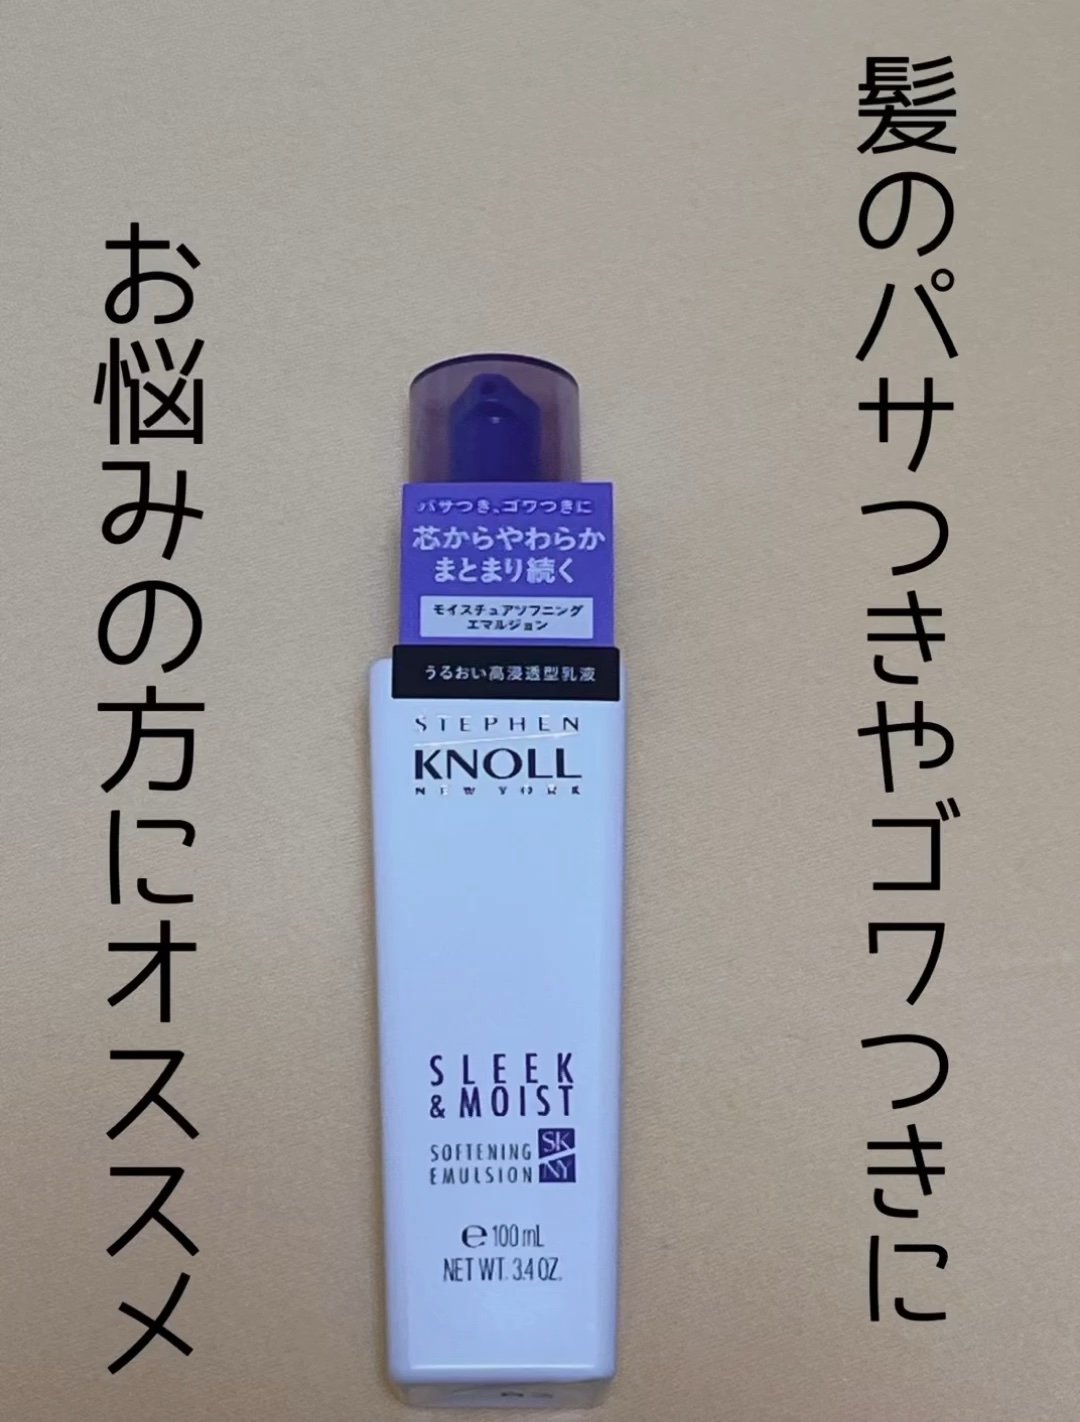 髪のパサつきやゴワつきに
お悩みの方にオススメ
パサつき、ゴワつきに
芯からやわらか
まとまり続く
モイスチュアソフニング
エマルジョン
うるおい高浸透型乳液
STEPHEN
KNOLL
NEW YORK
SLEEK
& MOIST
SOFTENING
EMULSION
SK
NY
e 100mL
NET WT. 3.4 OZ.